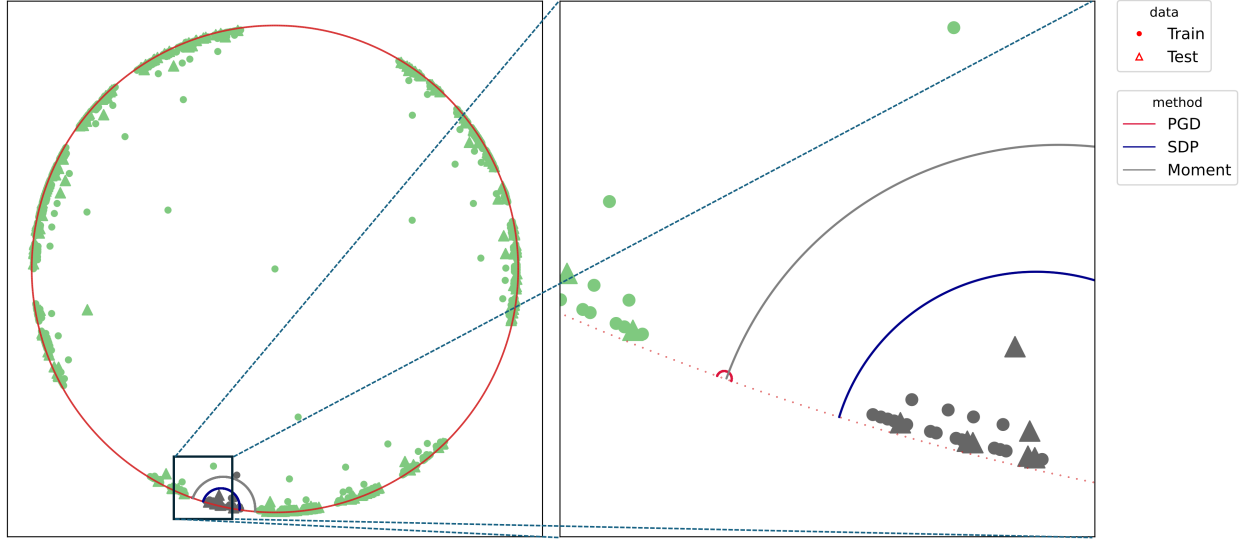 data
Train
Test
method
PGD
SDP
Moment